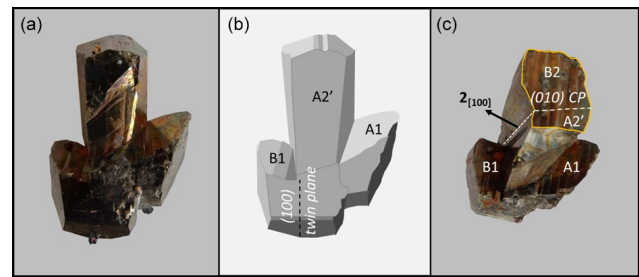 (a)
(b)
(c)
A2’
A1
B1
(100)
twin plane
B2
(010) CP
A2’
2[100]
B1
A1